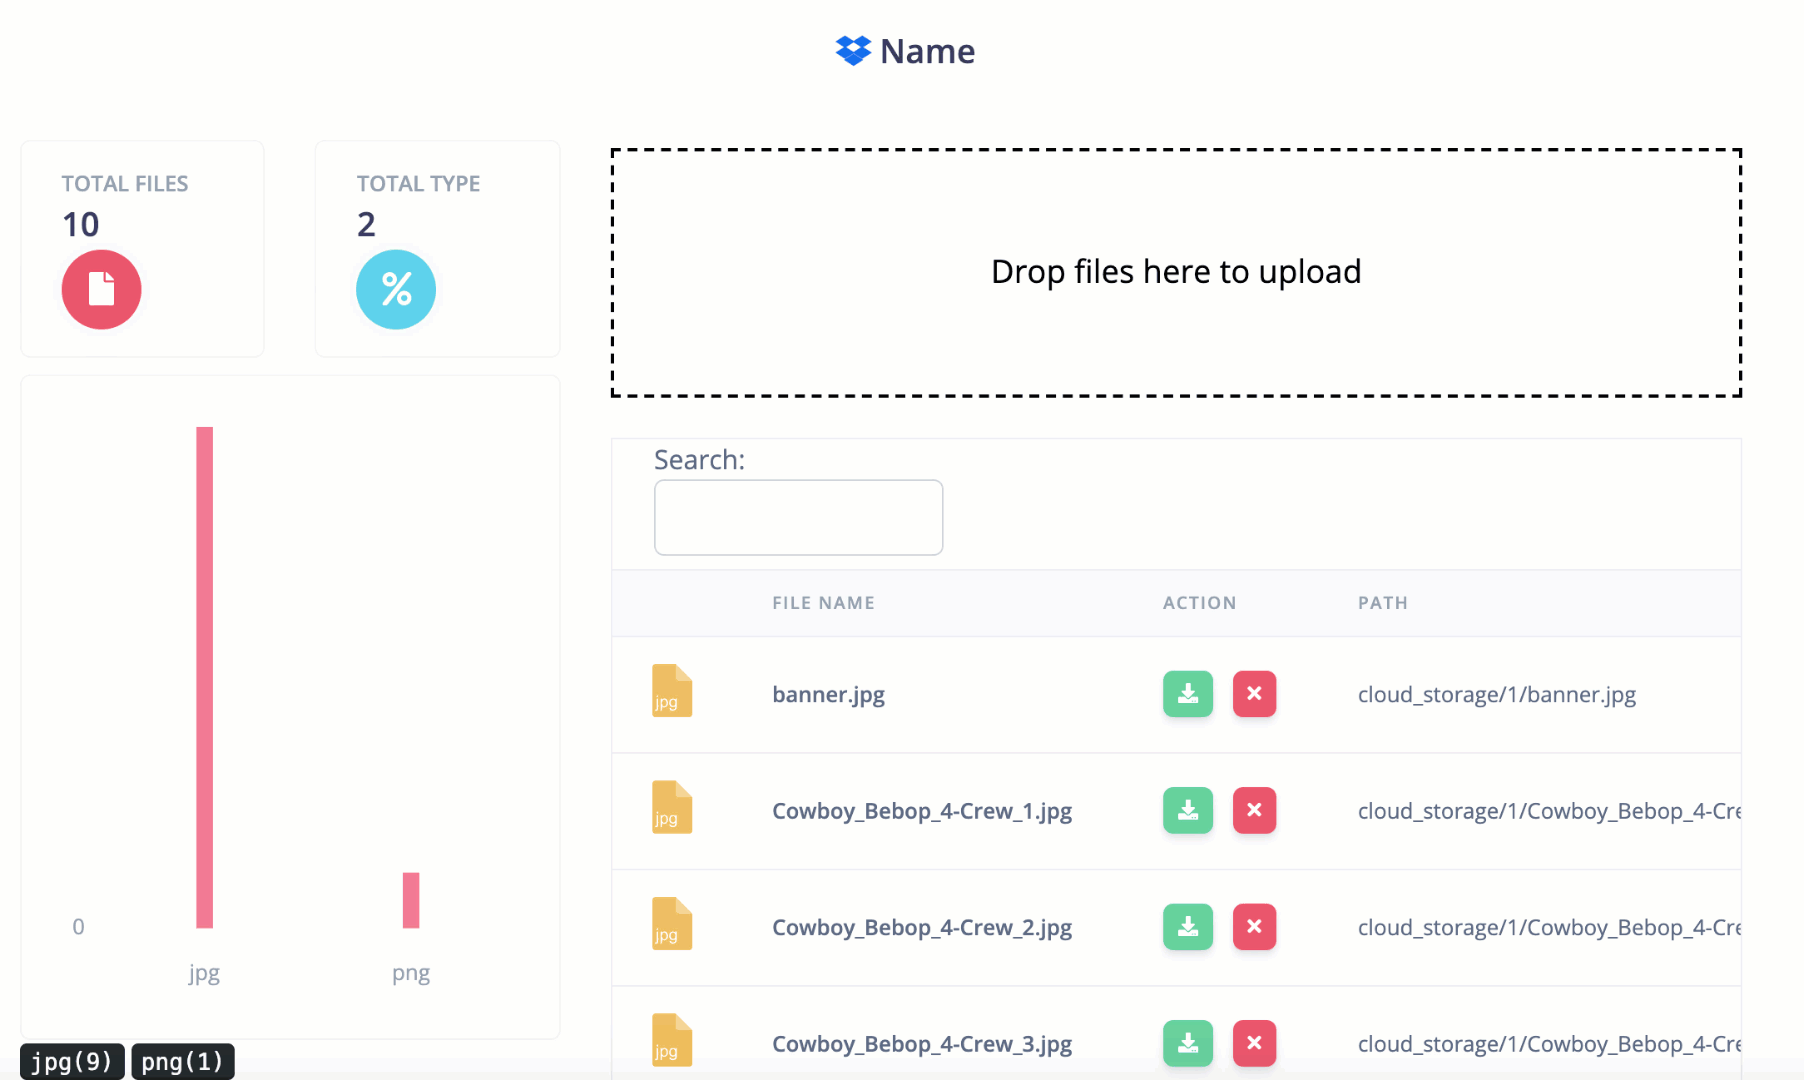 Name
TOTAL FILES
10
TOTAL TYPE
2
%
Drop files here to upload
0
jpg
png
jpg(9)
png(1)
Search:
FILE NAME ACTION PATH
jpg banner.jpg cloud_storage/1/banner.jpg
jpg Cowboy_Bebop_4-Crew_1.jpg cloud_storage/1/Cowboy_Bebop_4-Cre
jpg Cowboy_Bebop_4-Crew_2.jpg cloud_storage/1/Cowboy_Bebop_4-Cre
jpg Cowboy_Bebop_4-Crew_3.jpg cloud_storage/1/Cowboy_Bebop_4-Cre